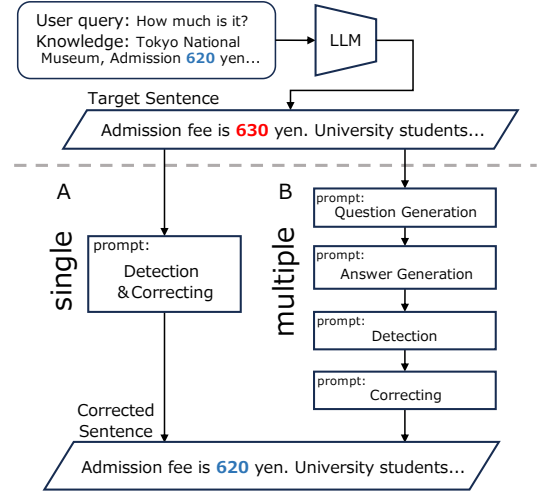 User query: How much is it?
Knowledge: Tokyo National
Museum, Admission 620 yen...
LLM
Target Sentence
Admission fee is 630 yen. University students...
A
single
prompt:
Detection
&Correcting
B
multiple
prompt:
Question Generation
prompt:
Answer Generation
prompt:
Detection
prompt:
Correcting
Corrected
Sentence
Admission fee is 620 yen. University students...